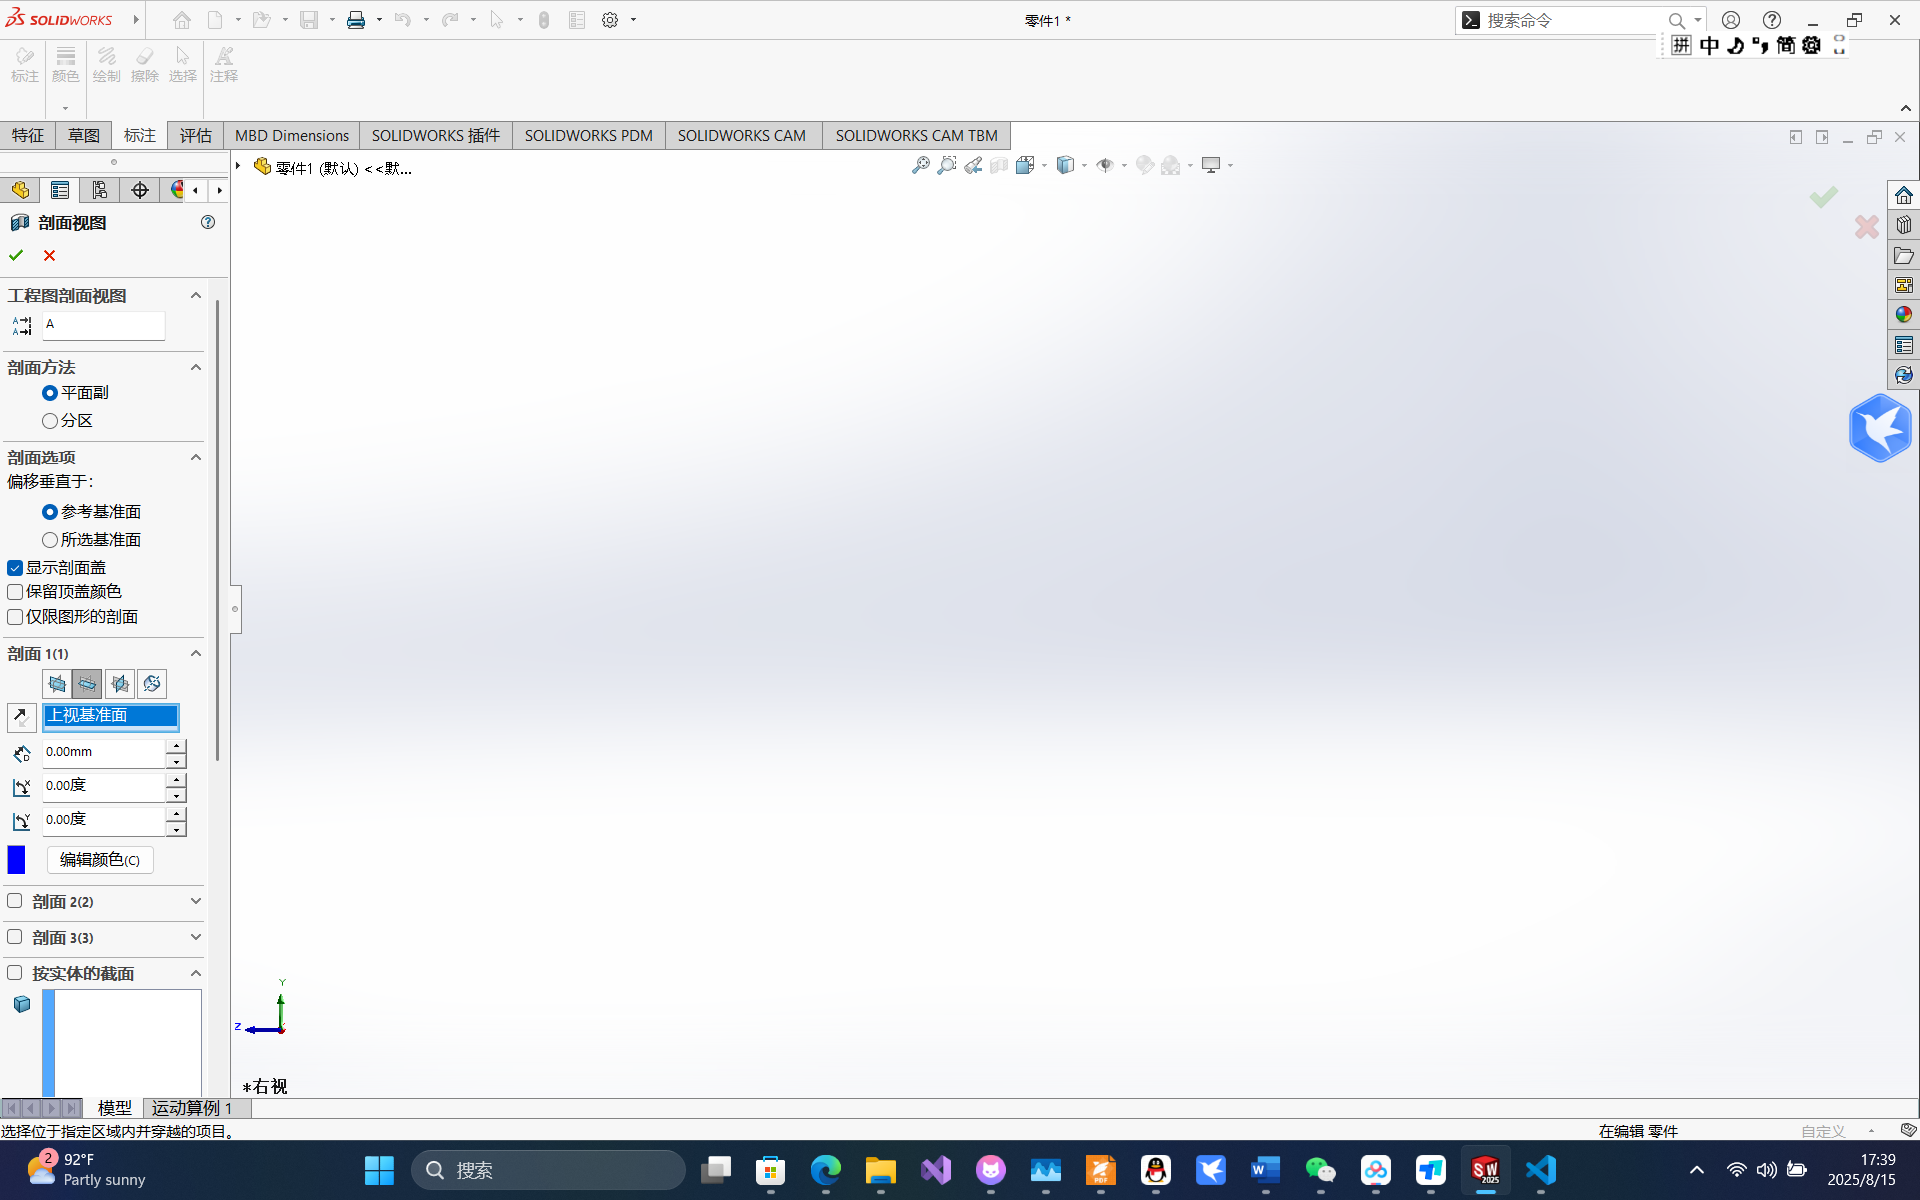 SOLIDWORKS
零件1 *
搜索命令
拼 中 简
标注 颜色 绘制 擦除 选择 注释
特征 草图 标注 评估 MBD Dimensions SOLIDWORKS 插件 SOLIDWORKS PDM SOLIDWORKS CAM SOLIDWORKS CAM TBM
零件1 (默认) <<默...
剖面视图
工程图剖面视图
A
剖面方法
平面副
分区
剖面选项
偏移垂直于:
参考基准面
所选基准面
显示剖面盖
保留顶盖颜色
仅限图形的剖面
剖面 1(1)
上视基准面
0.00mm
0.00度
0.00度
编辑颜色(C)
剖面 2(2)
剖面 3(3)
按实体的截面
Y
Z
*右视
模型 运动算例 1
选择位于指定区域内并穿越的项目。
在编辑 零件
自定义
2
92°F
Partly sunny
搜索
17:39
2025/8/15